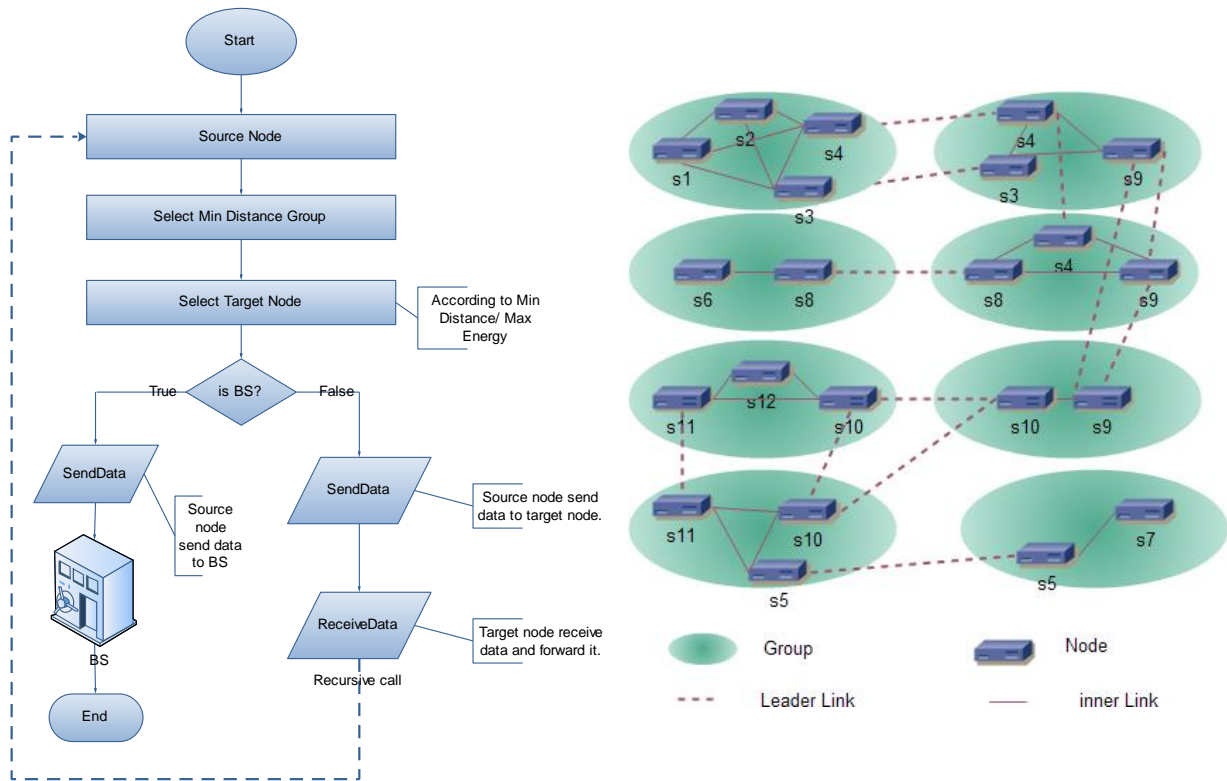 Start
Source Node
Select Min Distance Group
Select Target Node
According to Min
Distance/ Max
Energy
is BS?
True
False
SendData
Source
node
send data
to BS
BS
End
SendData
Source node send
data to target node.
ReceiveData
Target node receive
data and forward it.
Recursive call
s2
s4
s1
s3
s4
s9
s3
s6
s8
s4
s8
s9
s12
s11
s10
s10
s9
s11
s10
s5
s7
s5
Group
Node
Leader Link
inner Link